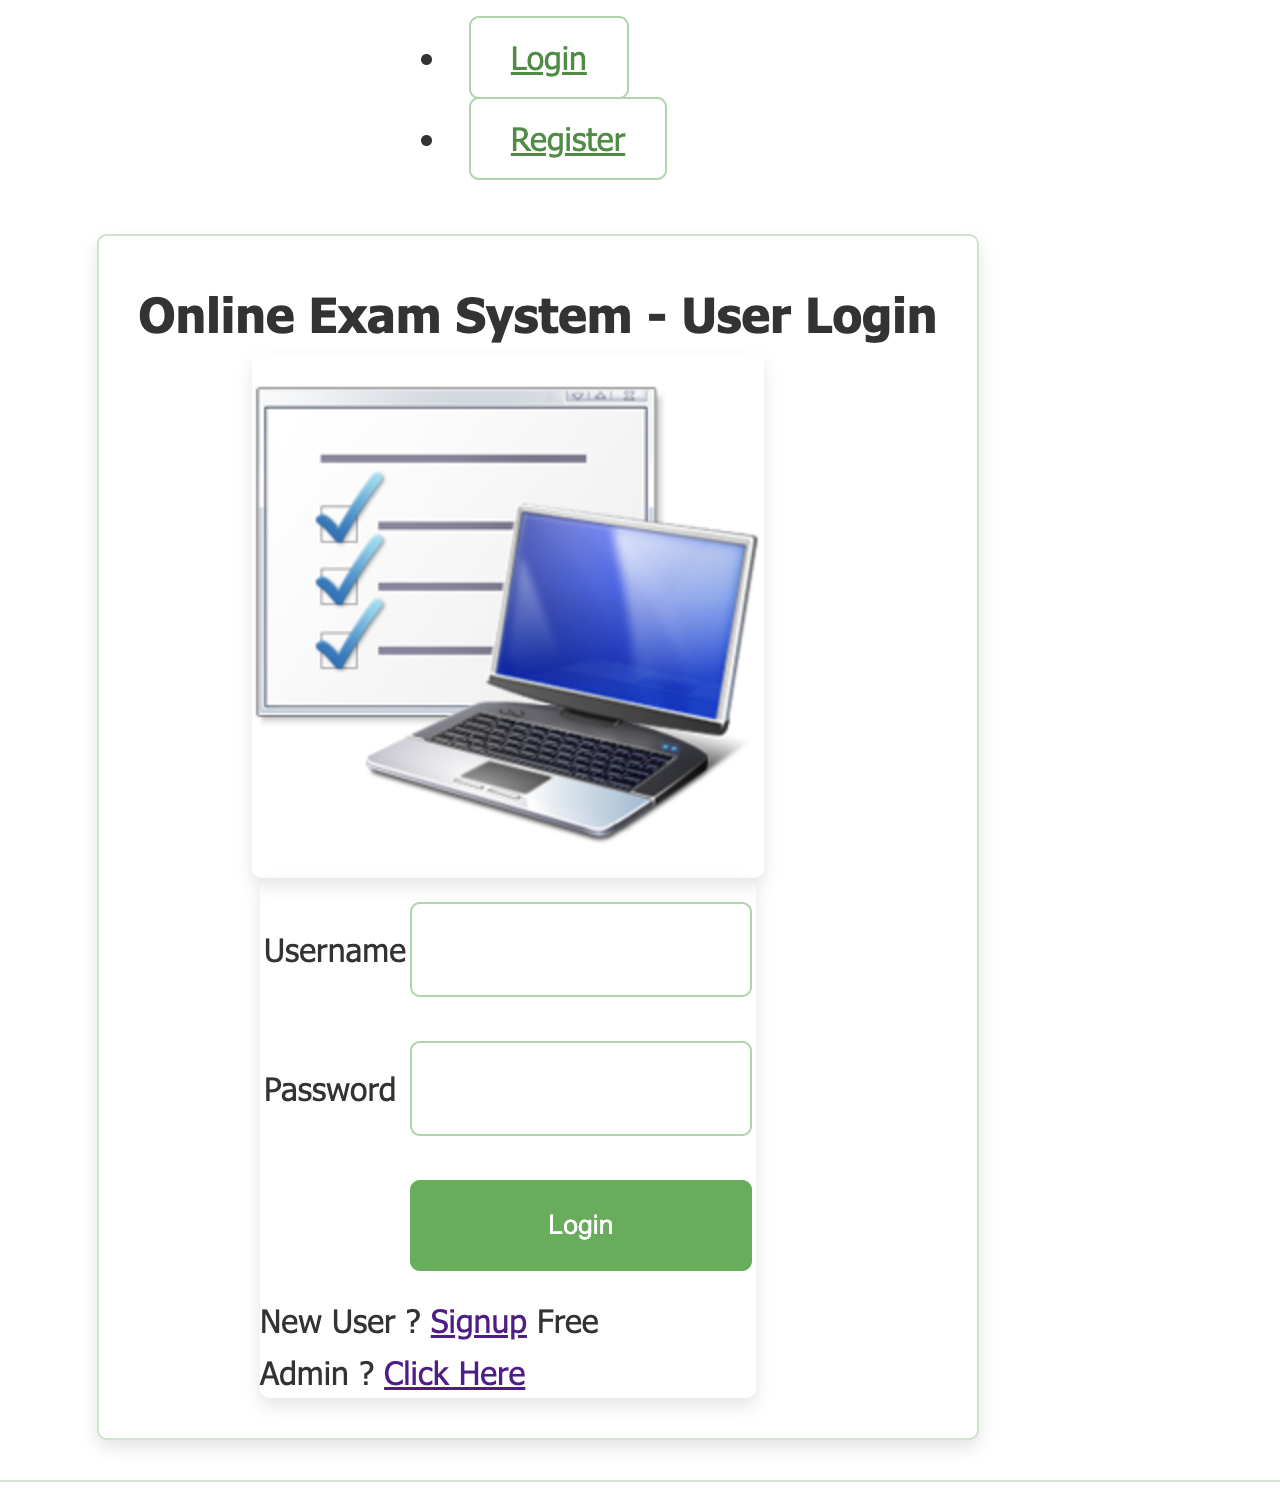 Login
Register
Online Exam System - User Login
Username
Password
Login
New User ? Signup Free
Admin ? Click Here